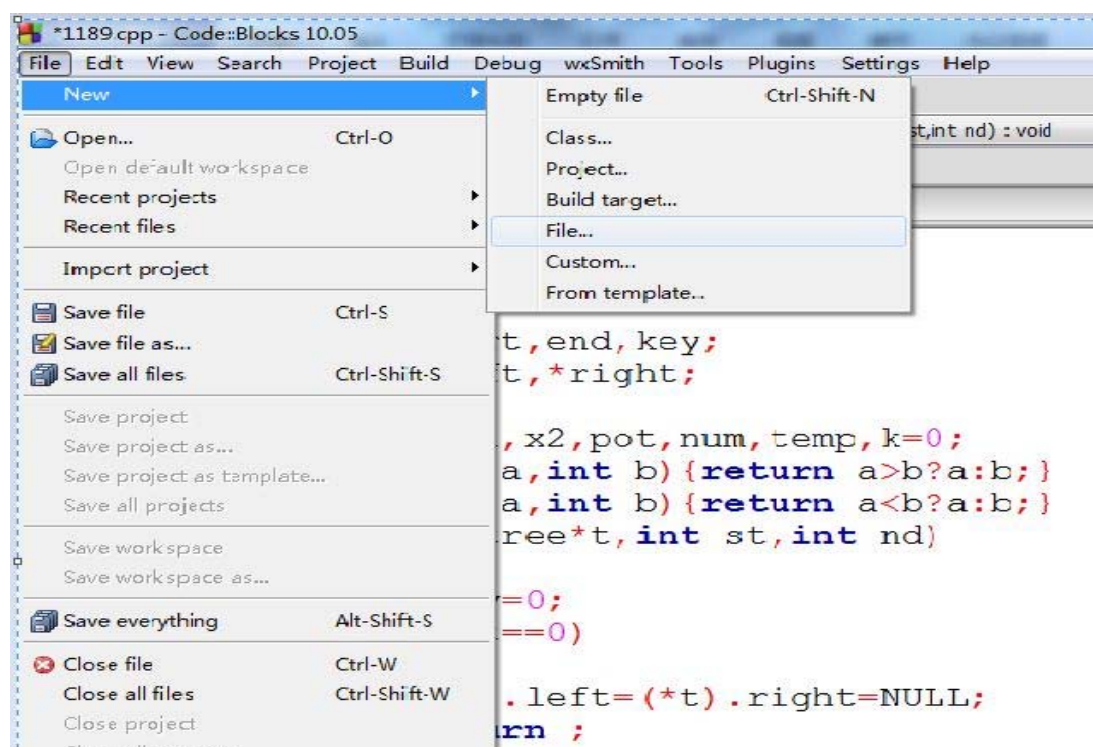 *1189.cpp - Code::Blocks 10.05
File Edit View Search Project Build Debug wxSmith Tools Plugins Settings Help
New
Open... Ctrl-O
Open default workspace
Recent projects
Recent files
Import project
Save file Ctrl-S
Save file as...
Save all files Ctrl-Shift-S
Save project
Save project as...
Save project as template...
Save all projects
Save workspace
Save workspace as...
Save everything Alt-Shift-S
Close file Ctrl-W
Close all files Ctrl-Shift-W
Close project
Empty file Ctrl-Shift-N
Class...
Project...
Build target...
File...
Custom...
From template...
st,int nd) : void
t,end,key;
t,*right;
,x2,pot,num,temp,k=0;
a,int b){return a>b?a:b;}
a,int b){return a<b?a:b;}
ree*t,int st,int nd)
=0;
==0)
.left=(*t).right=NULL;
rn ;